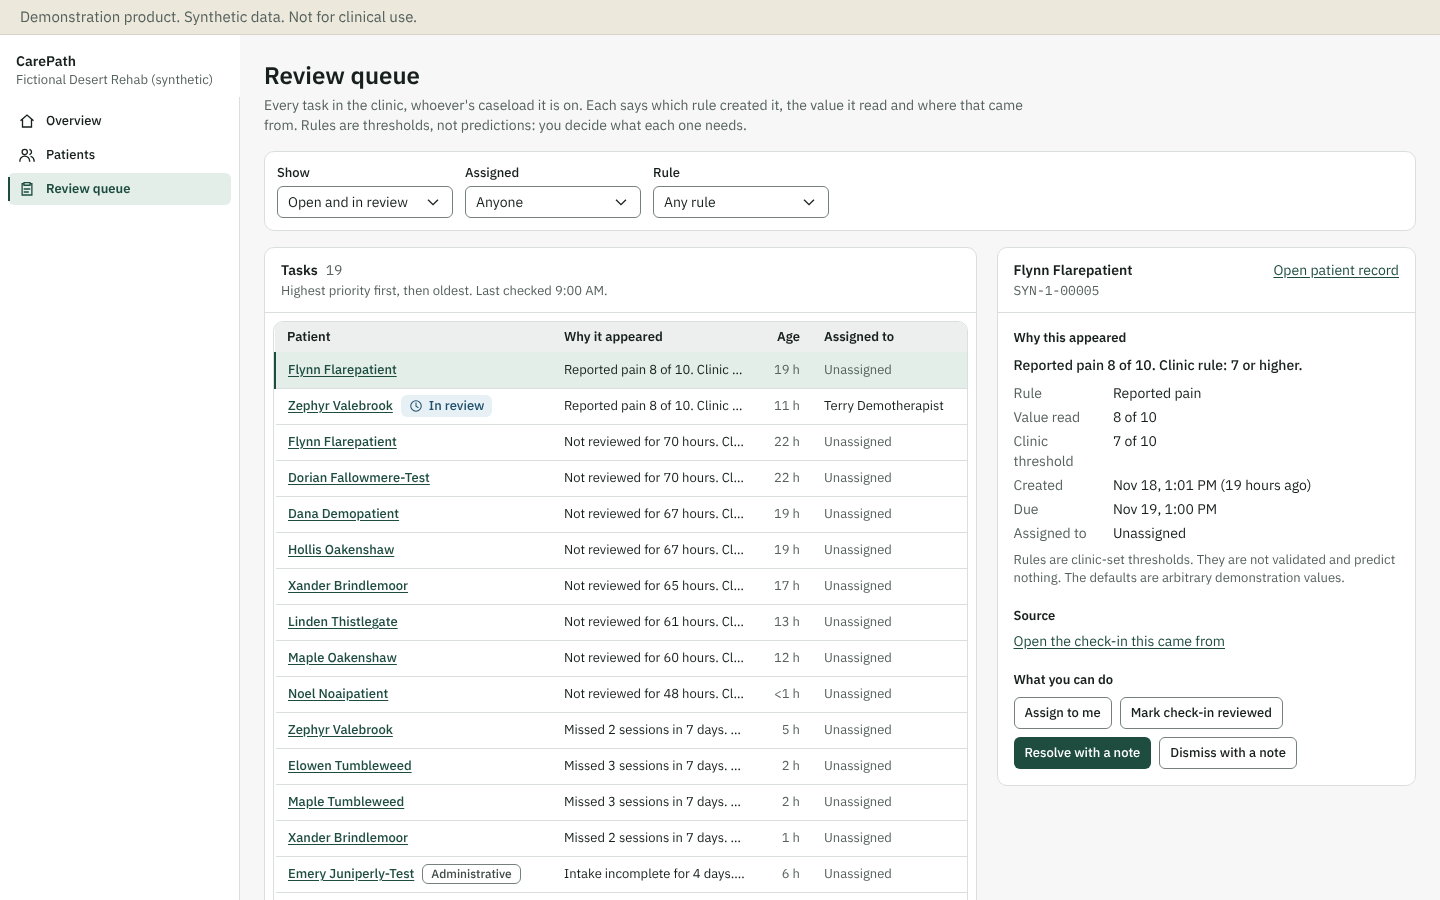 Demonstration product. Synthetic data. Not for clinical use.
CarePath
Fictional Desert Rehab (synthetic)
Overview
Patients
Review queue
Review queue
Every task in the clinic, whoever's caseload it is on. Each says which rule created it, the value it read and where that came
from. Rules are thresholds, not predictions: you decide what each one needs.
Show
Assigned
Rule
Open and in review
Anyone
Any rule
Tasks 19
Highest priority first, then oldest. Last checked 9:00 AM.
Patient Why it appeared Age Assigned to
Flynn Flarepatient Reported pain 8 of 10. Clinic ... 19 h Unassigned
Zephyr Valebrook In review Reported pain 8 of 10. Clinic ... 11 h Terry Demotherapist
Flynn Flarepatient Not reviewed for 70 hours. Cl... 22 h Unassigned
Dorian Fallowmere-Test Not reviewed for 70 hours. Cl... 22 h Unassigned
Dana Demopatient Not reviewed for 67 hours. Cl... 19 h Unassigned
Hollis Oakenshaw Not reviewed for 67 hours. Cl... 19 h Unassigned
Xander Brindlemoor Not reviewed for 65 hours. Cl... 17 h Unassigned
Linden Thistlegate Not reviewed for 61 hours. Cl... 13 h Unassigned
Maple Oakenshaw Not reviewed for 60 hours. Cl... 12 h Unassigned
Noel Noaipatient Not reviewed for 48 hours. Cl... <1 h Unassigned
Zephyr Valebrook Missed 2 sessions in 7 days. ... 5 h Unassigned
Elowen Tumbleweed Missed 3 sessions in 7 days. ... 2 h Unassigned
Maple Tumbleweed Missed 3 sessions in 7 days. ... 2 h Unassigned
Xander Brindlemoor Missed 2 sessions in 7 days. ... 1 h Unassigned
Emery Juniperly-Test Administrative Intake incomplete for 4 days.... 6 h Unassigned
Flynn Flarepatient Open patient record
SYN-1-00005
Why this appeared
Reported pain 8 of 10. Clinic rule: 7 or higher.
Rule Reported pain
Value read 8 of 10
Clinic threshold 7 of 10
Created Nov 18, 1:01 PM (19 hours ago)
Due Nov 19, 1:00 PM
Assigned to Unassigned
Rules are clinic-set thresholds. They are not validated and predict
nothing. The defaults are arbitrary demonstration values.
Source
Open the check-in this came from
What you can do
Assign to me Mark check-in reviewed
Resolve with a note Dismiss with a note